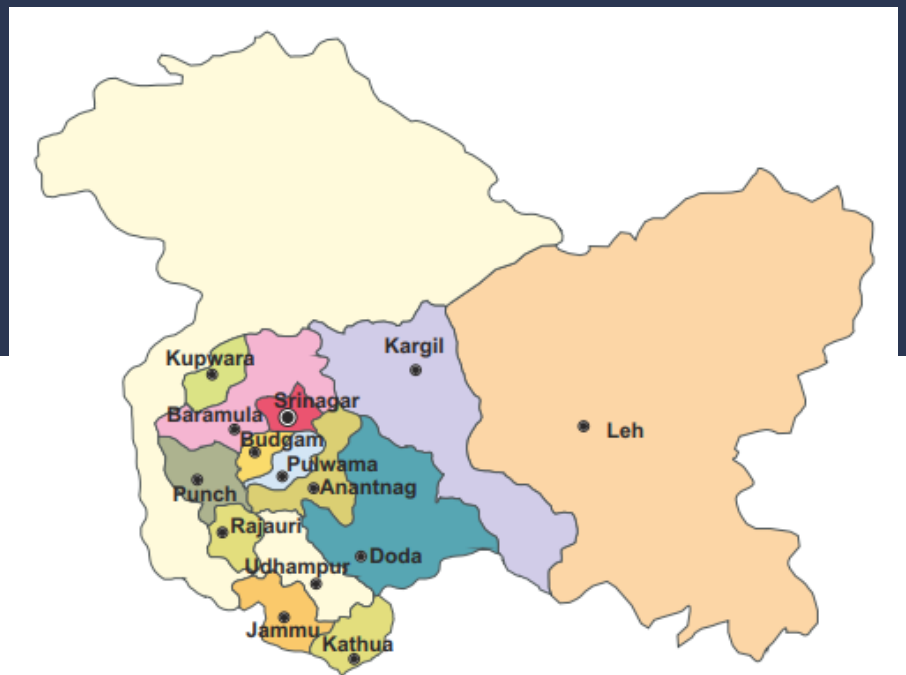 Kargil
Kupwara
Srinagar
Baramula
Leh
Budgam
Pulwama
Anantnag
Punch
Rajauri
Doda
Udhampur
Jammu
Kathua